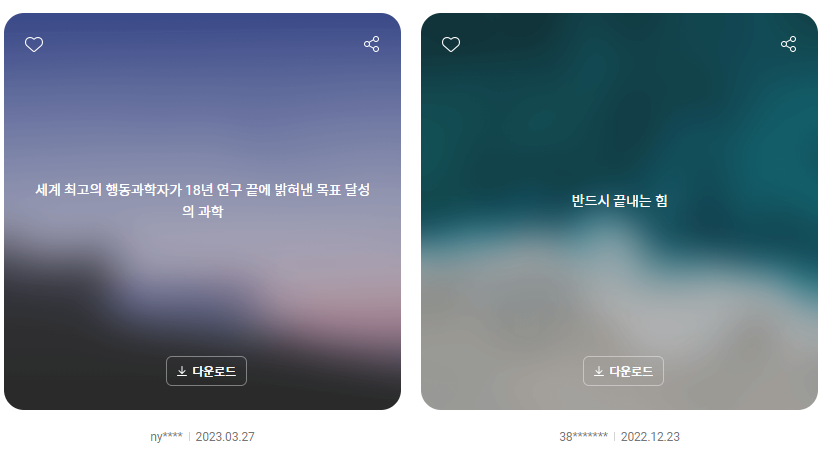 세계 최고의 행동과학자가 18년 연구 끝에 밝혀낸 목표 달성
의 과학
다운로드
ny**** | 2023.03.27
반드시 끝내는 힘
다운로드
38******* | 2022.12.23